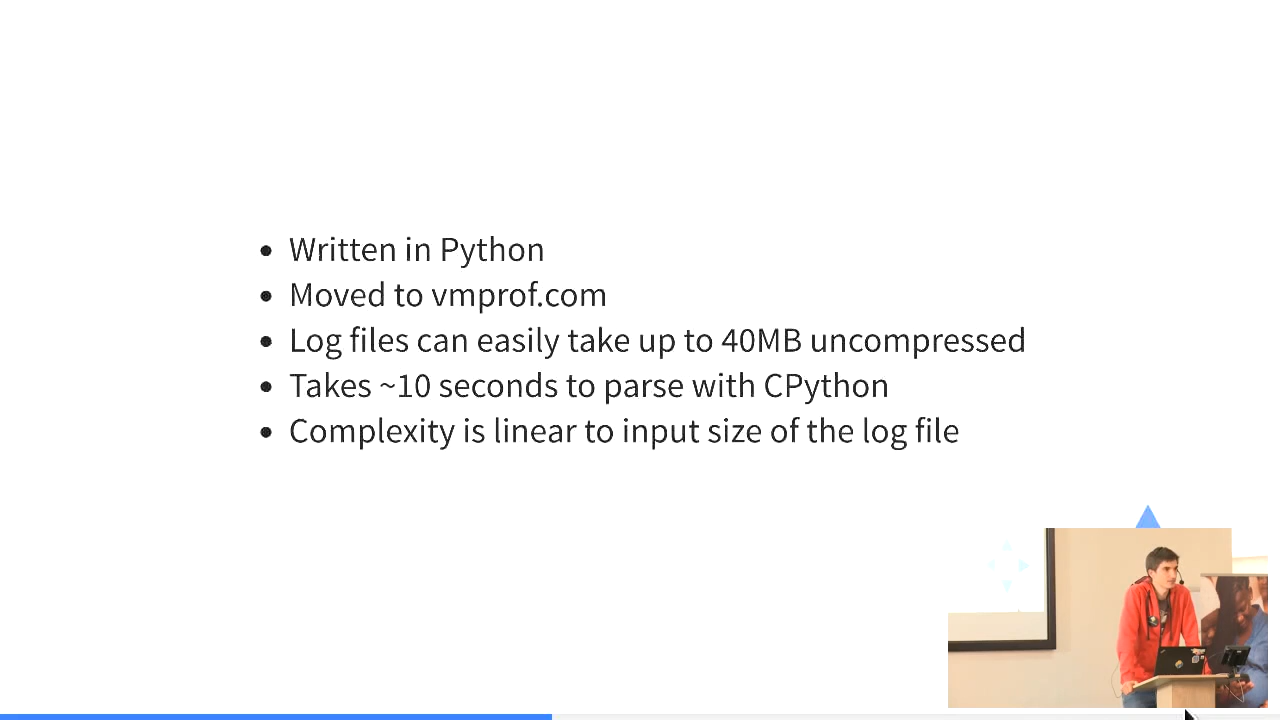 Written in Python
Moved to vmprof.com
Log files can easily take up to 40MB uncompressed
Takes ~10 seconds to parse with CPython
Complexity is linear to input size of the log file